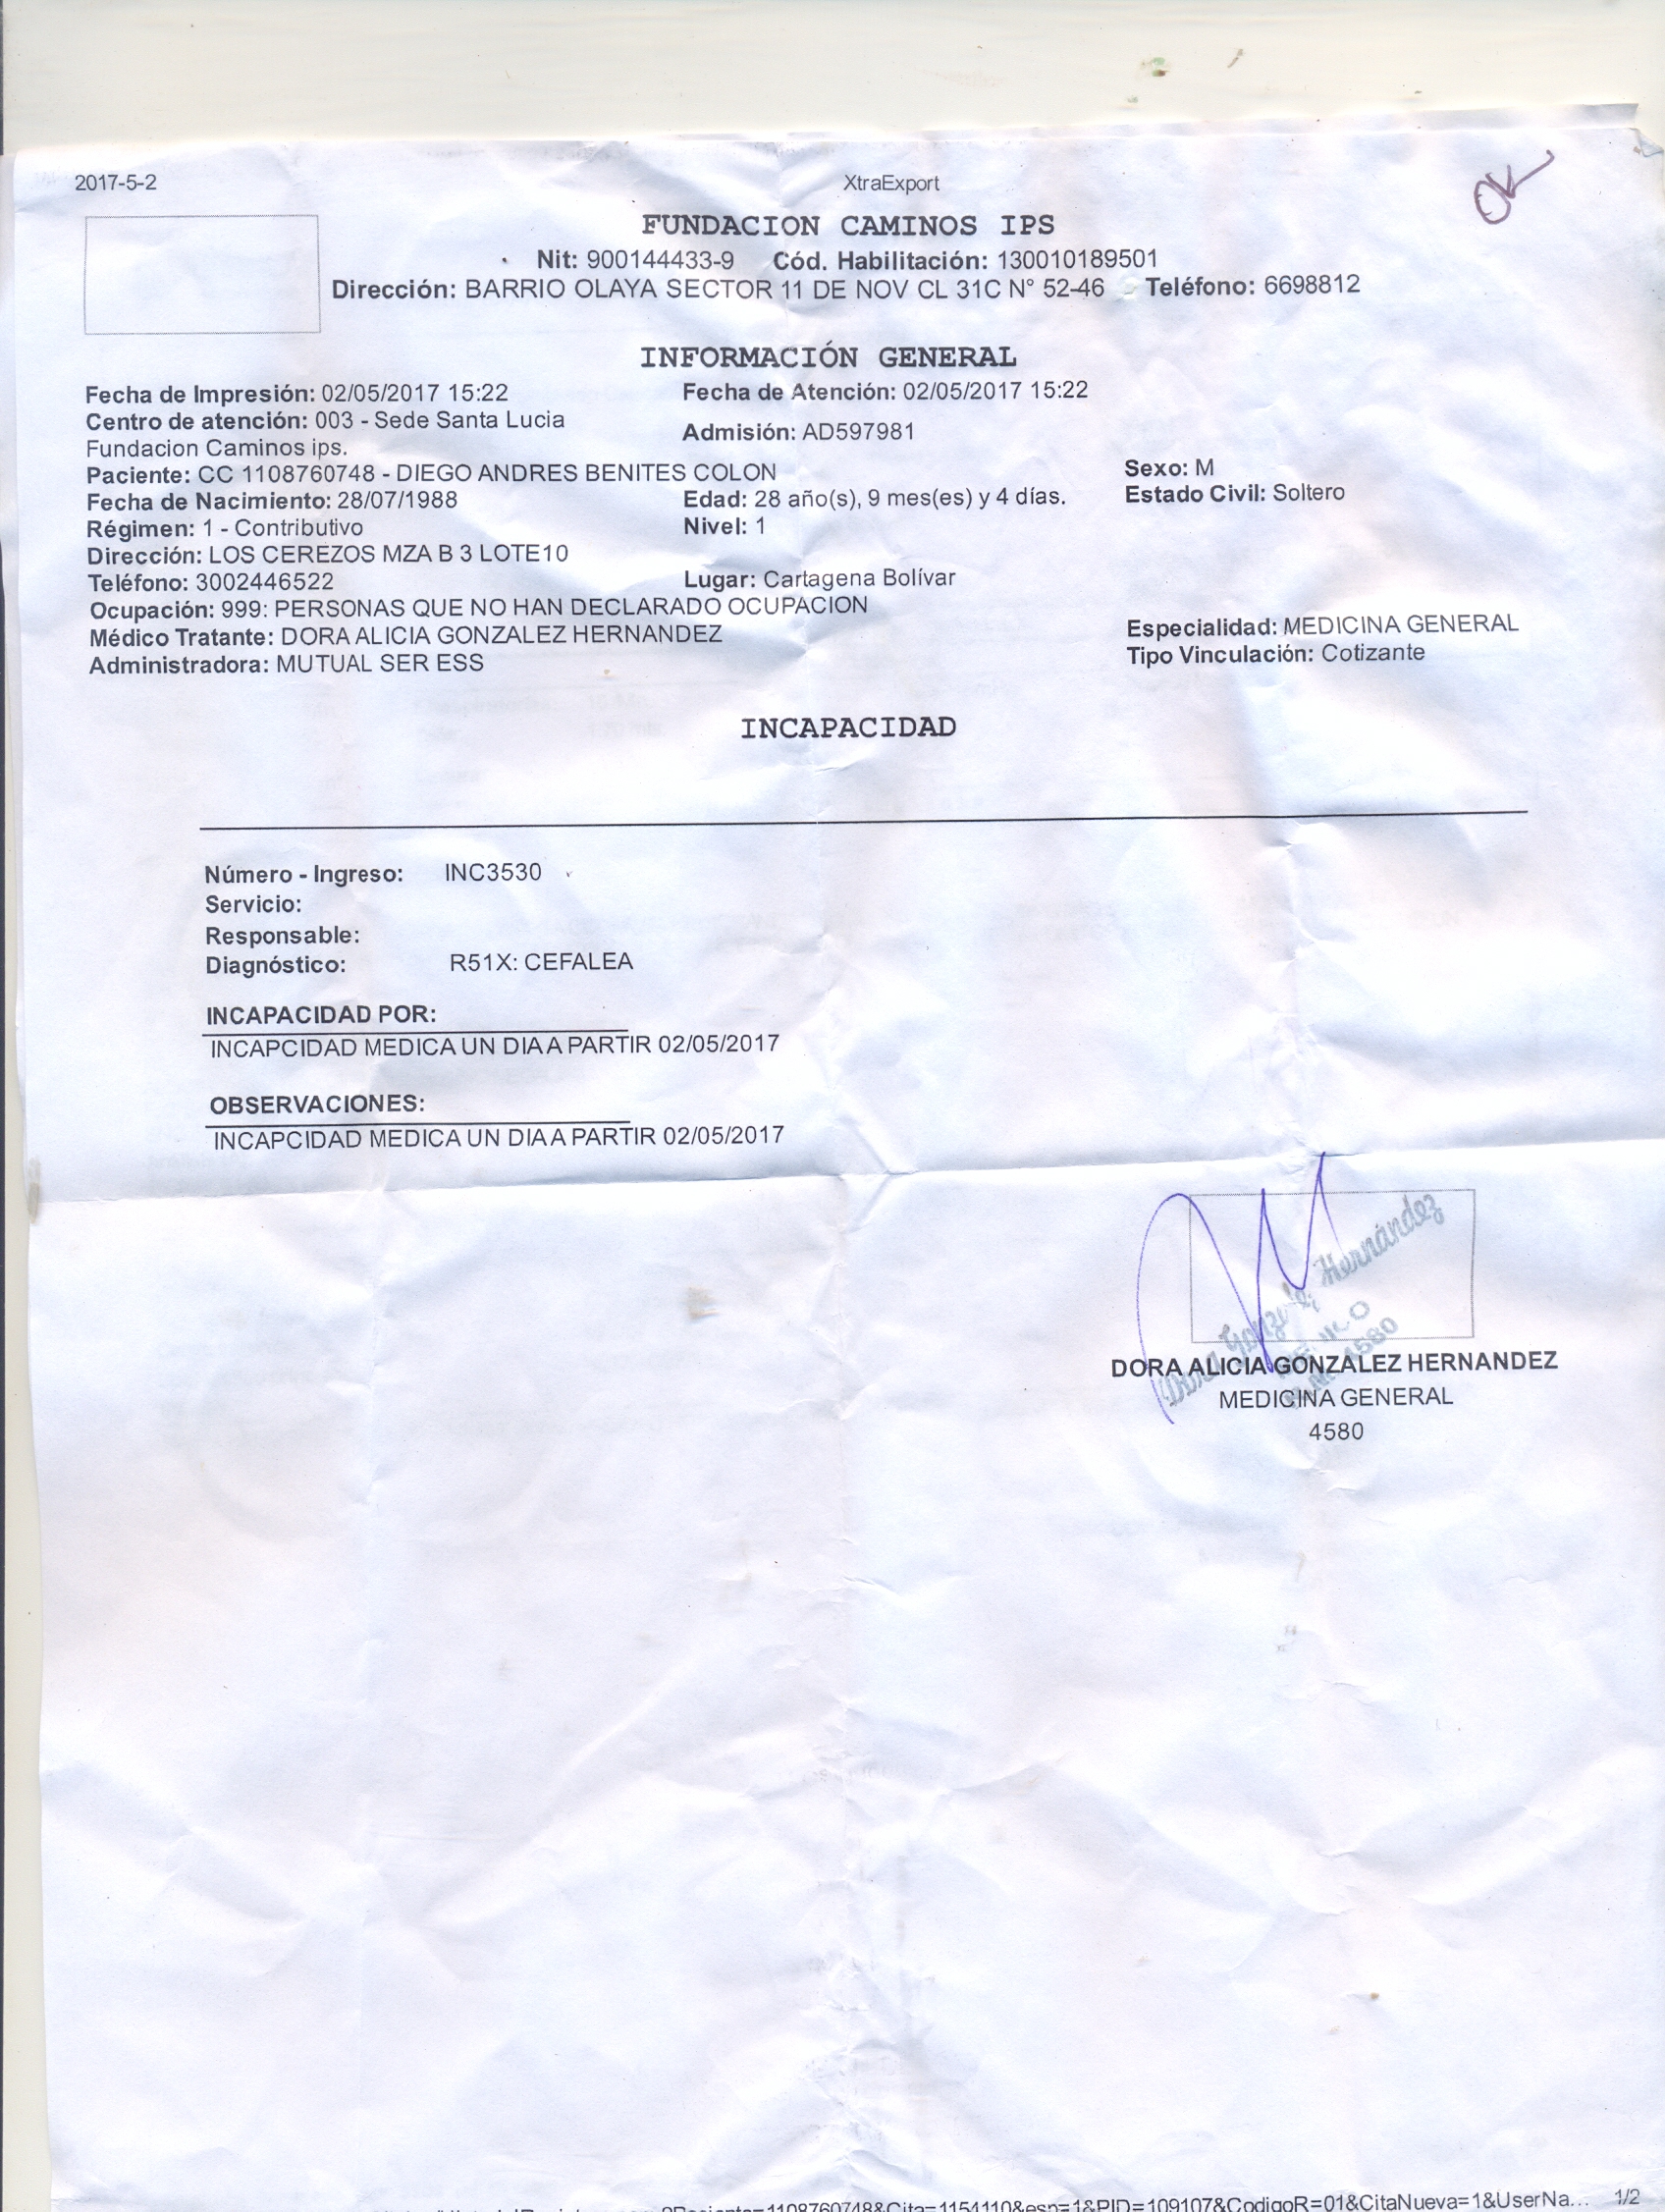 2017-5-2 XtraExport OK
FUNDACION CAMINOS IPS
Nit: 900144433-9 Cód. Habilitación: 130010189501
Dirección: BARRIO OLAYA SECTOR 11 DE NOV CL 31C N° 52-46 Teléfono: 6698812
INFORMACIÓN GENERAL
Fecha de Impresión: 02/05/2017 15:22 Fecha de Atención: 02/05/2017 15:22
Centro de atención: 003 - Sede Santa Lucia
Fundacion Caminos ips. Admisión: AD597981
Paciente: CC 1108760748 - DIEGO ANDRES BENITES COLON Sexo: M
Fecha de Nacimiento: 28/07/1988 Edad: 28 año(s), 9 mes(es) y 4 días. Estado Civil: Soltero
Régimen: 1 - Contributivo Nivel: 1
Dirección: LOS CEREZOS MZA B 3 LOTE10
Teléfono: 3002446522 Lugar: Cartagena Bolívar
Ocupación: 999: PERSONAS QUE NO HAN DECLARADO OCUPACION
Médico Tratante: DORA ALICIA GONZALEZ HERNANDEZ Especialidad: MEDICINA GENERAL
Administradora: MUTUAL SER ESS Tipo Vinculación: Cotizante
INCAPACIDAD
Número - Ingreso: INC3530
Servicio:
Responsable:
Diagnóstico: R51X: CEFALEA
INCAPACIDAD POR:
INCAPCIDAD MEDICA UN DIA A PARTIR 02/05/2017
OBSERVACIONES:
INCAPCIDAD MEDICA UN DIA A PARTIR 02/05/2017
Hernández
4580
DORA ALICIA GONZALEZ HERNANDEZ
MEDICINA GENERAL
4580
=1108760748&Cita=1154110&esp=1&PID=109107&CodigoR=01&CitaNueva=1&UserNa... 1/2